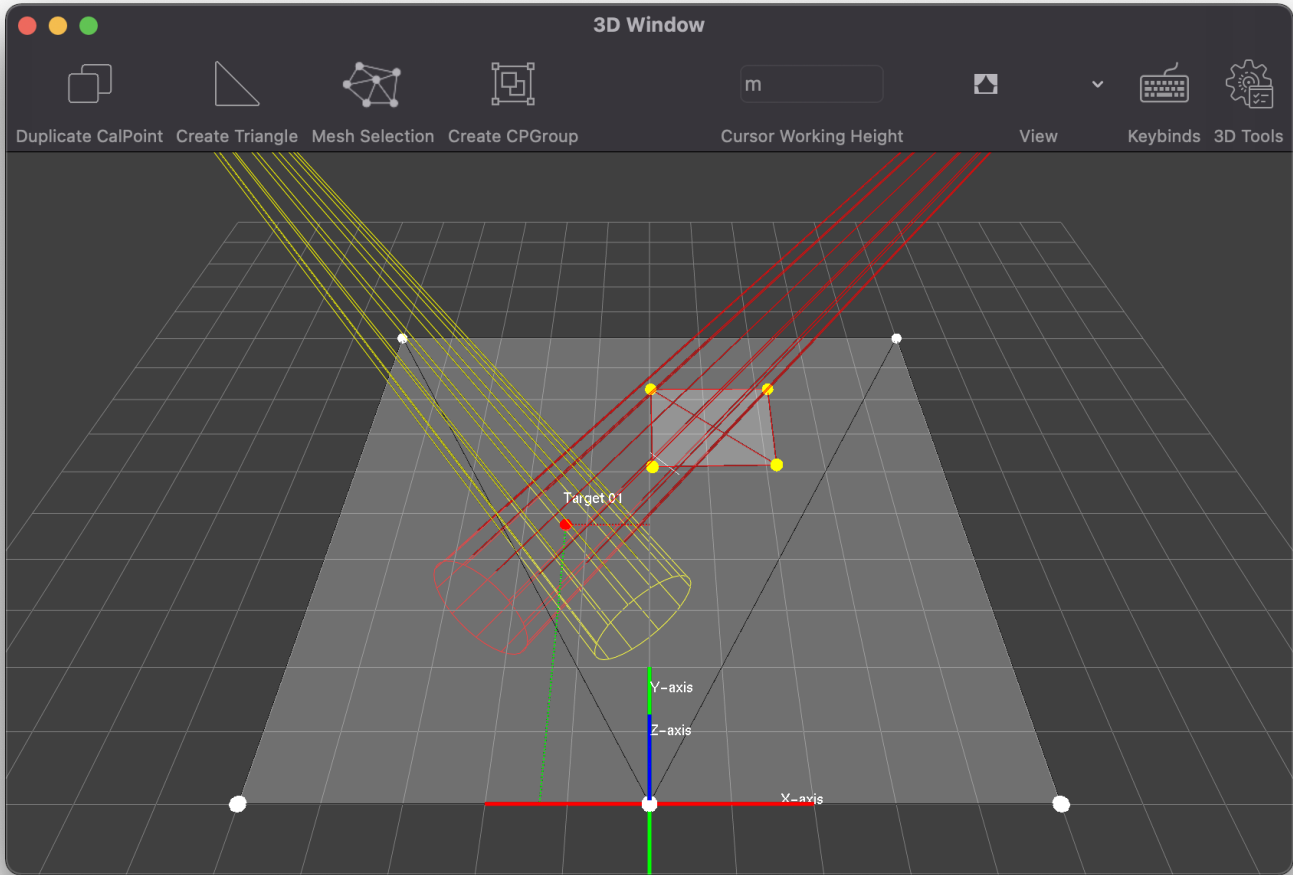 3D Window
m
Duplicate CalPoint Create Triangle Mesh Selection Create CPGroup Cursor Working Height View Keybinds 3D Tools
Target 01
Y-axis
Z-axis
X-axis